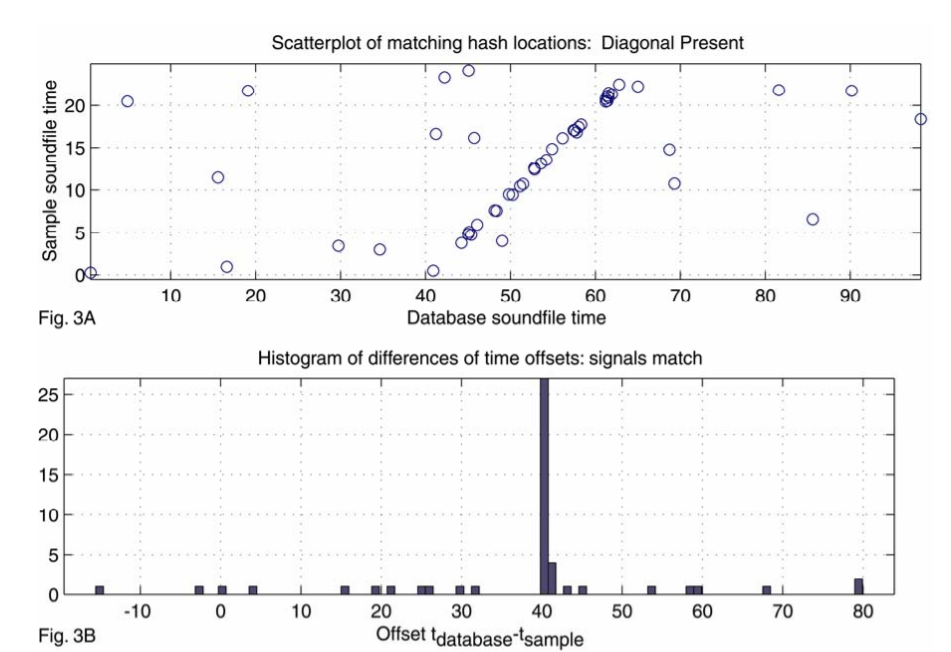 Scatterplot of matching hash locations: Diagonal Present
Sample soundfile time
20
15
10
5
0
10 20 30 40 50 60 70 80 90
Fig. 3A
Database soundfile time
Histogram of differences of time offsets: signals match
25
20
15
10
5
0
-10 0 10 20 30 40 50 60 70 80
Fig. 3B
Offset tdatabase-tsample